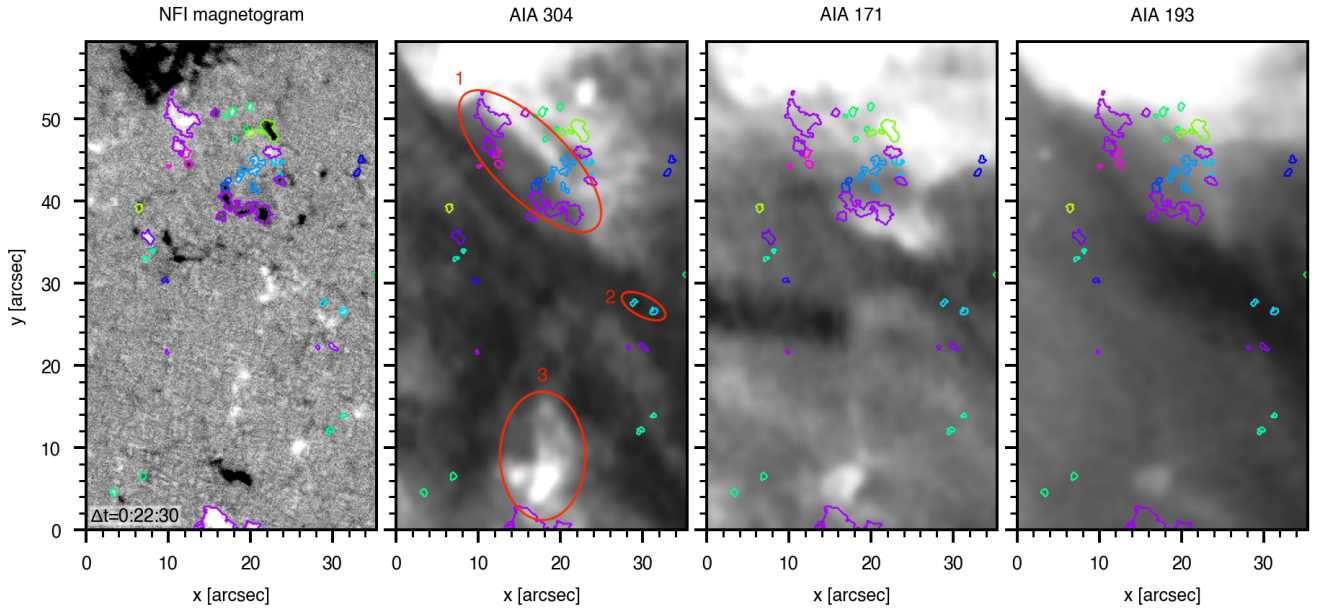 NFI magnetogram AIA 304 AIA 171 AIA 193
1
50
40
2
30
20
3
10
Δt=0:22:30
0
0 10 20 30 0 10 20 30 0 10 20 30 0 10 20 30
y [arcsec]
x [arcsec] x [arcsec] x [arcsec] x [arcsec]